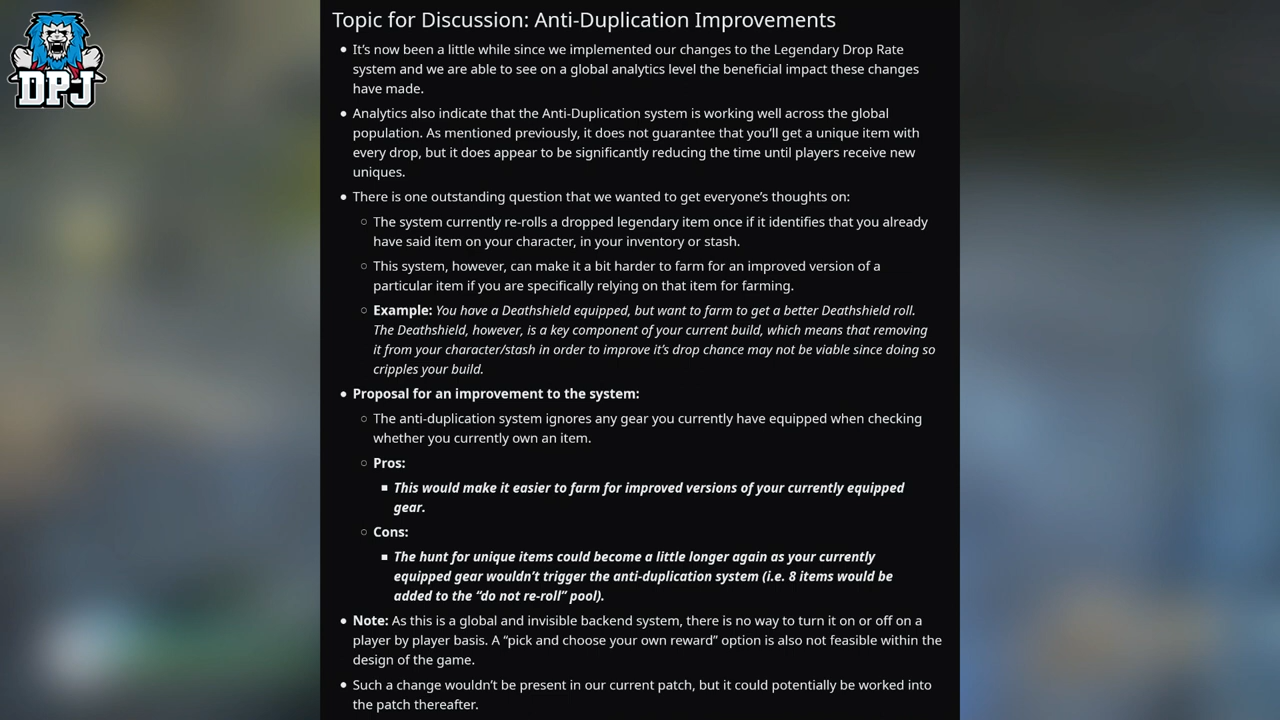 Topic for Discussion: Anti-Duplication Improvements
• It's now been a little while since we implemented our changes to the Legendary Drop Rate
system and we are able to see on a global analytics level the beneficial impact these changes
have made.
• Analytics also indicate that the Anti-Duplication system is working well across the global
population. As mentioned previously, it does not guarantee that you'll get a unique item with
every drop, but it does appear to be significantly reducing the time until players receive new
uniques.
• There is one outstanding question that we wanted to get everyone's thoughts on:
○ The system currently re-rolls a dropped legendary item once if it identifies that you already
have said item on your character, in your inventory or stash.
○ This system, however, can make it a bit harder to farm for an improved version of a
particular item if you are specifically relying on that item for farming.
○ Example: You have a Deathshield equipped, but want to farm to get a better Deathshield roll.
The Deathshield, however, is a key component of your current build, which means that removing
it from your character/stash in order to improve it's drop chance may not be viable since doing so
cripples your build.
• Proposal for an improvement to the system:
○ The anti-duplication system ignores any gear you currently have equipped when checking
whether you currently own an item.
○ Pros:
▪ This would make it easier to farm for improved versions of your currently equipped
gear.
○ Cons:
▪ The hunt for unique items could become a little longer again as your currently
equipped gear wouldn't trigger the anti-duplication system (i.e. 8 items would be
added to the "do not re-roll" pool).
• Note: As this is a global and invisible backend system, there is no way to turn it on or off on a
player by player basis. A "pick and choose your own reward" option is also not feasible within the
design of the game.
• Such a change wouldn't be present in our current patch, but it could potentially be worked into
the patch thereafter.
DPJ